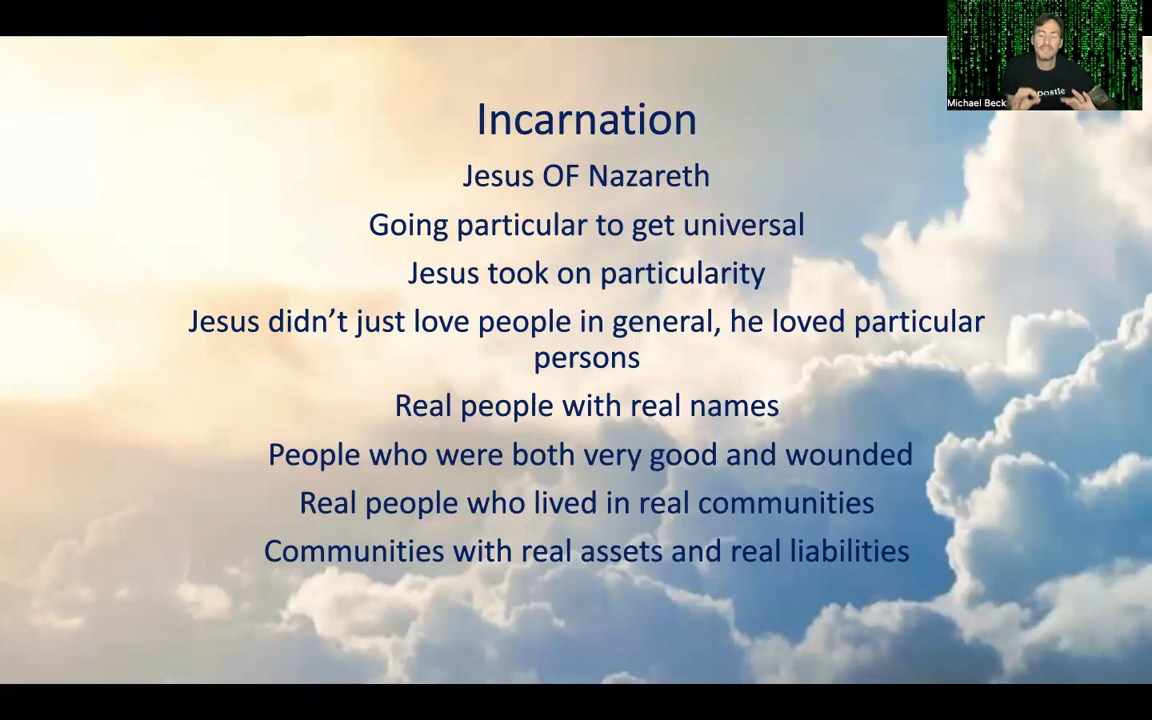 Incarnation
Jesus OF Nazareth
Going particular to get universal
Jesus took on particularity
Jesus didn’t just love people in general, he loved particular
persons
Real people with real names
People who were both very good and wounded
Real people who lived in real communities
Communities with real assets and real liabilities
Michael Beck